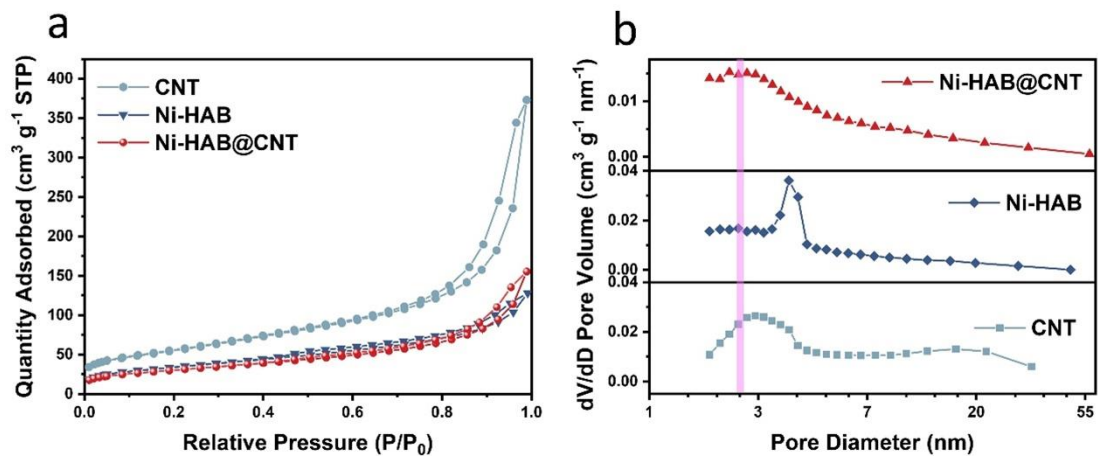 a
Quantity Adsorbed (cm³ g⁻¹ STP)
400
350
300
250
200
150
100
50
0
CNT
Ni-HAB
Ni-HAB@CNT
0.0
0.2
0.4
0.6
0.8
1.0
Relative Pressure (P/P₀)
b
dV/dD Pore Volume (cm³ g⁻¹ nm⁻¹)
0.01
0.00
Ni-HAB@CNT
0.04
0.02
0.00
Ni-HAB
0.04
0.02
0.00
CNT
1
3
7
20
55
Pore Diameter (nm)